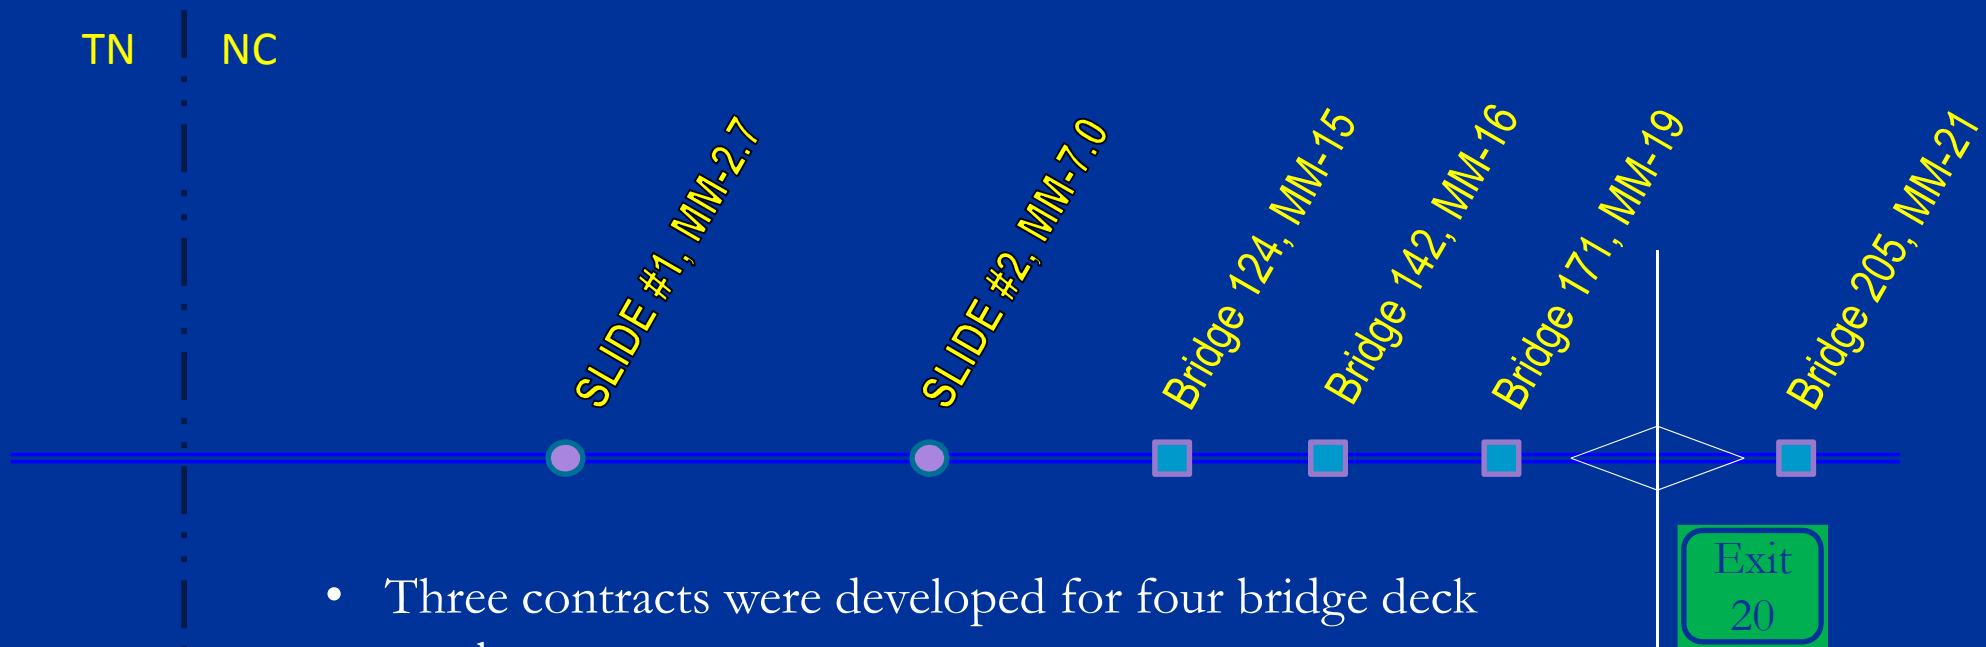 TN
NC
SLIDE #1, MM-2.7
SLIDE #2, MM-7.0
Bridge 124, MM-15
Bridge 142, MM-16
Bridge 171, MM-19
Bridge 205, MM-21
Exit
20
• Three contracts were developed for four bridge deck